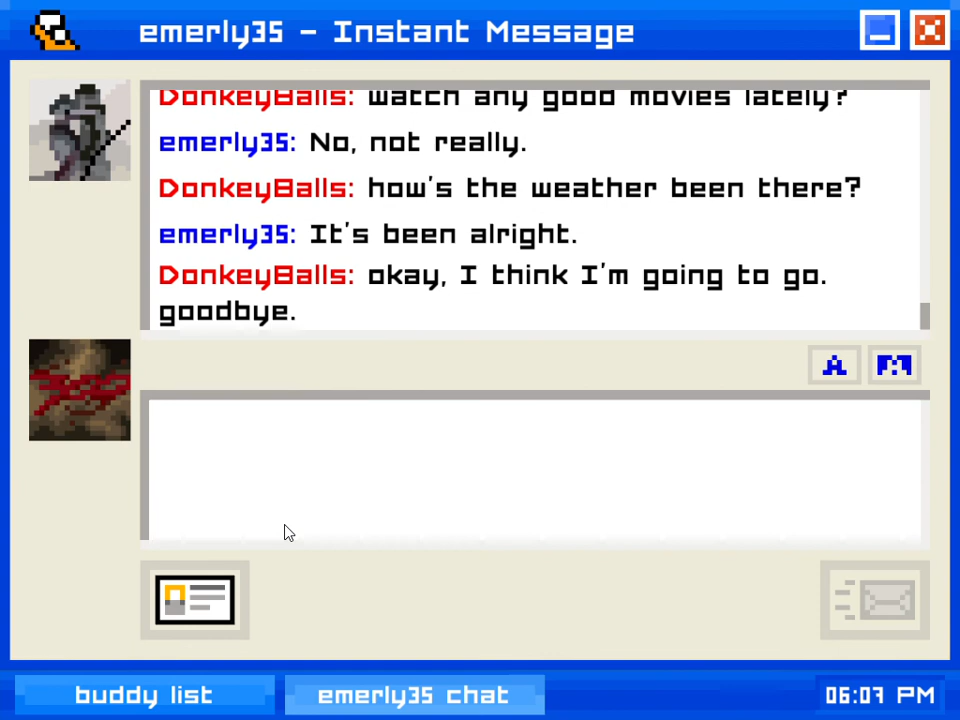 emerly35 - Instant Message
DonkeyBalls: watch any good movies lately?
emerly35: No, not really.
DonkeyBalls: how's the weather been there?
emerly35: It's been alright.
DonkeyBalls: okay, I think I'm going to go.
goodbye.
A
buddy list
emerly35 chat
06:07 PM